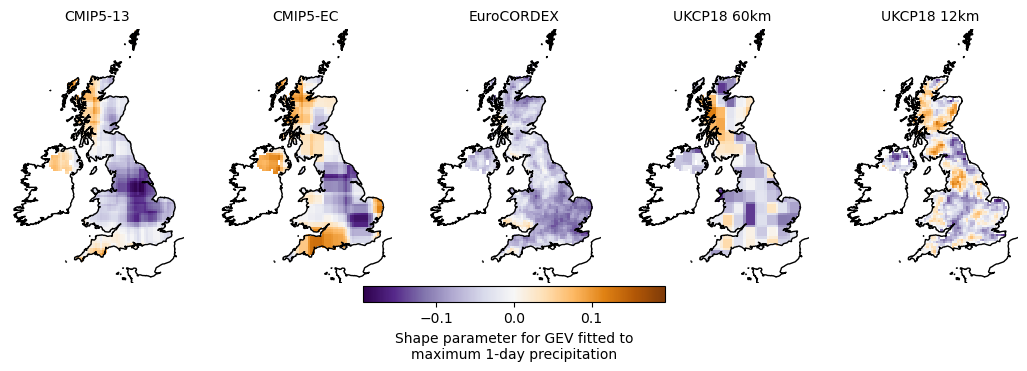 CMIP5-13 CMIP5-EC EuroCORDEX UKCP18 60km UKCP18 12km
−0.1 0.0 0.1
Shape parameter for GEV fitted to
maximum 1-day precipitation